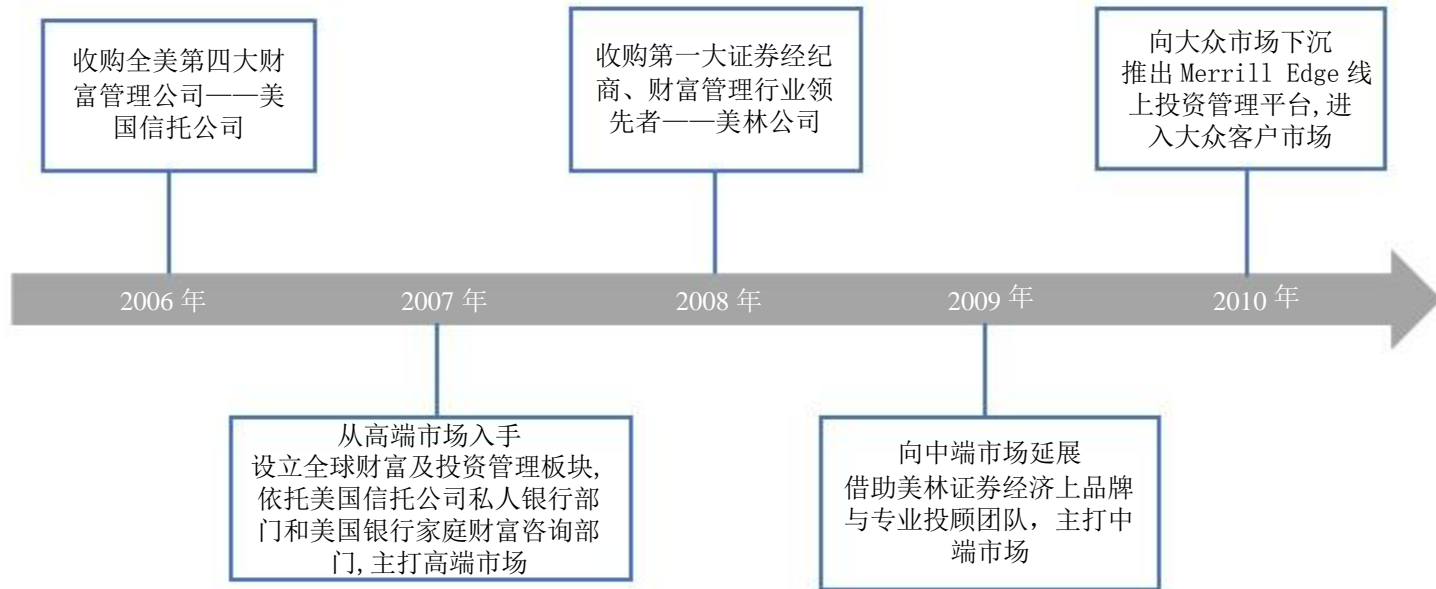 收购全美第四大财
富管理公司——美
国信托公司
收购第一大证券经纪
商、财富管理行业领
先者——美林公司
向大众市场下沉
推出 Merrill Edge 线
上投资管理平台,进
入大众客户市场
2006 年
2007 年
2008 年
2009 年
2010 年
从高端市场入手
设立全球财富及投资管理板块,
依托美国信托公司私人银行部
门和美国银行家庭财富咨询部
门,主打高端市场
向中端市场延展
借助美林证券经济上品牌
与专业投顾团队，主打中
端市场